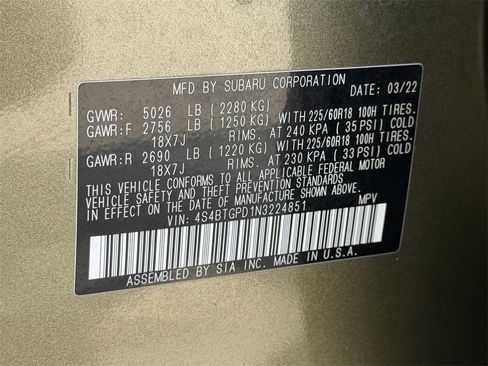 MFD BY SUBARU CORPORATION DATE: 03/22
GVWR: 5026 LB ( 2280 KG)
GAWR:F 2756 LB ( 1250 KG) WITH 225/60R18 100H TIRES.
18X7J RIMS. AT 240 KPA ( 35 PSI) COLD
GAWR:R 2690 LB ( 1220 KG) WITH 225/60R18 100H TIRES.
18X7J RIMS. AT 230 KPA ( 33 PSI) COLD
THIS VEHICLE CONFORMS TO ALL APPLICABLE FEDERAL MOTOR
VEHICLE SAFETY STANDARDS IN EFFECT ON THE DATE
OF MANUFACTURE SHOWN ABOVE.
VIN: 4S4BTGPD1N3224851 MPV
ASSEMBLED BY SIA INC. MADE IN U.S.A.